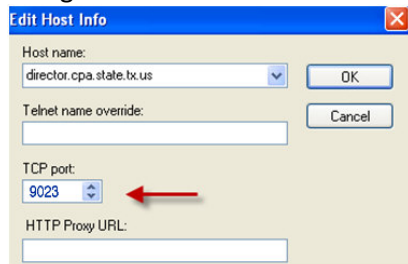 Edit Host Info
Host name:
director.cpa.state.tx.us
OK
Telnet name override:
Cancel
TCP port:
9023
HTTP Proxy URL: